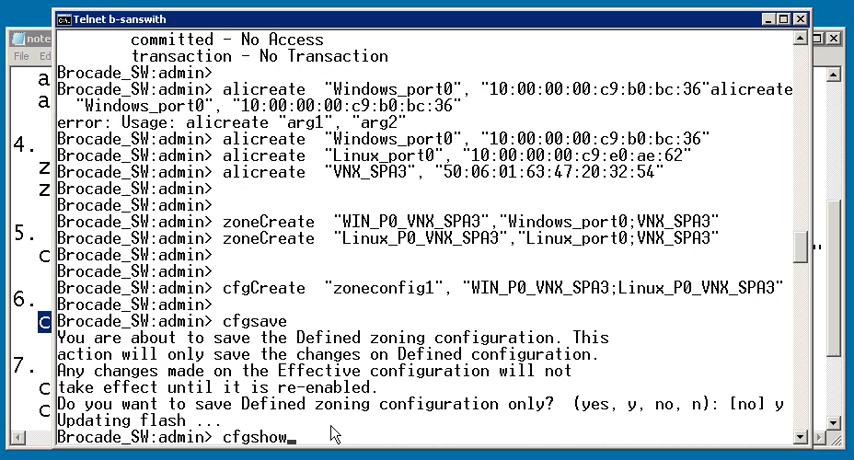 Telnet b-sanswith
note
File Ed
committed - No Access
transaction - No Transaction
Brocade_SW:admin>
Brocade_SW:admin> alicreate "Windows_port0", "10:00:00:00:c9:b0:bc:36"alicreate
"Windows_port0", "10:00:00:00:c9:b0:bc:36"
error: Usage: alicreate "arg1", "arg2"
Brocade_SW:admin> alicreate "Windows_port0", "10:00:00:00:c9:b0:bc:36"
Brocade_SW:admin> alicreate "Linux_port0", "10:00:00:00:c9:e0:ae:62"
Brocade_SW:admin> alicreate "VNX_SPA3", "50:06:01:63:47:20:32:54"
Brocade_SW:admin>
Brocade_SW:admin>
Brocade_SW:admin> zoneCreate "WIN_P0_VNX_SPA3","Windows_port0;VNX_SPA3"
Brocade_SW:admin> zoneCreate "Linux_P0_VNX_SPA3","Linux_port0;VNX_SPA3"
Brocade_SW:admin>
Brocade_SW:admin>
Brocade_SW:admin> cfgCreate "zoneconfig1", "WIN_P0_VNX_SPA3;Linux_P0_VNX_SPA3"
Brocade_SW:admin>
Brocade_SW:admin> cfgsave
You are about to save the Defined zoning configuration. This
action will only save the changes on Defined configuration.
Any changes made on the Effective configuration will not
take effect until it is re-enabled.
Do you want to save Defined zoning configuration only? (yes, y, no, n): [no] y
Updating flash ...
Brocade_SW:admin> cfgshow_
a
a
4.
z
z
5.
c
"
6.
c
7.
c
c